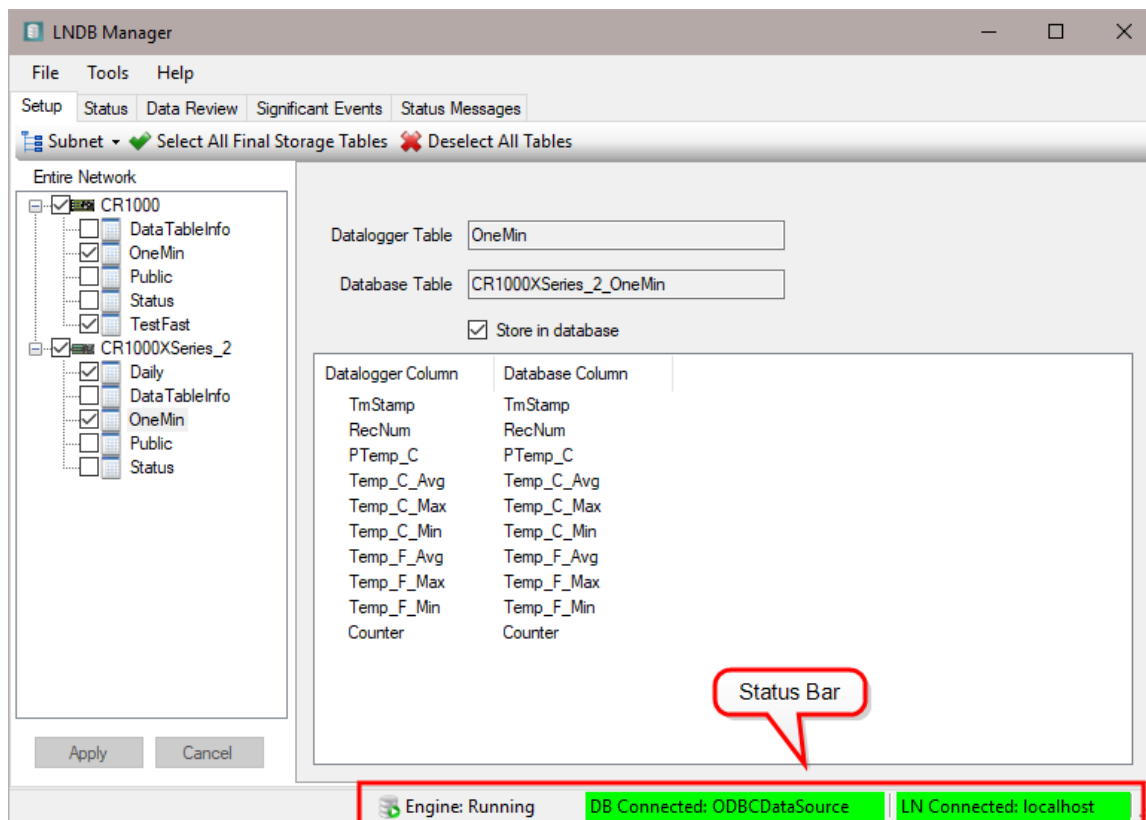 LNDB Manager
File Tools Help
Setup Status Data Review Significant Events Status Messages
Subnet Select All Final Storage Tables Deselect All Tables
Entire Network
CR1000
DataTableInfo
OneMin
Public
Status
TestFast
CR1000XSeries_2
Daily
DataTableInfo
OneMin
Public
Status
Apply Cancel
Datalogger Table OneMin
Database Table CR1000XSeries_2_OneMin
Store in database
Datalogger Column Database Column
TmStamp TmStamp
RecNum RecNum
PTemp_C PTemp_C
Temp_C_Avg Temp_C_Avg
Temp_C_Max Temp_C_Max
Temp_C_Min Temp_C_Min
Temp_F_Avg Temp_F_Avg
Temp_F_Max Temp_F_Max
Temp_F_Min Temp_F_Min
Counter Counter
Status Bar
Engine: Running DB Connected: ODBCDataSource LN Connected: localhost